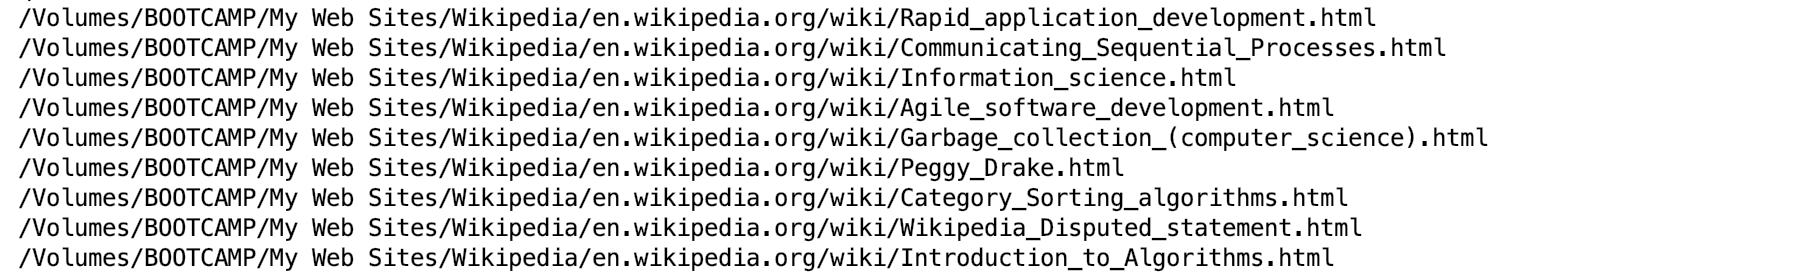 /Volumes/BOOTCAMP/My Web Sites/Wikipedia/en.wikipedia.org/wiki/Rapid_application_development.html
/Volumes/BOOTCAMP/My Web Sites/Wikipedia/en.wikipedia.org/wiki/Communicating_Sequential_Processes.html
/Volumes/BOOTCAMP/My Web Sites/Wikipedia/en.wikipedia.org/wiki/Information_science.html
/Volumes/BOOTCAMP/My Web Sites/Wikipedia/en.wikipedia.org/wiki/Agile_software_development.html
/Volumes/BOOTCAMP/My Web Sites/Wikipedia/en.wikipedia.org/wiki/Garbage_collection_(computer_science).html
/Volumes/BOOTCAMP/My Web Sites/Wikipedia/en.wikipedia.org/wiki/Peggy_Drake.html
/Volumes/BOOTCAMP/My Web Sites/Wikipedia/en.wikipedia.org/wiki/Category_Sorting_algorithms.html
/Volumes/BOOTCAMP/My Web Sites/Wikipedia/en.wikipedia.org/wiki/Wikipedia_Disputed_statement.html
/Volumes/BOOTCAMP/My Web Sites/Wikipedia/en.wikipedia.org/wiki/Introduction_to_Algorithms.html